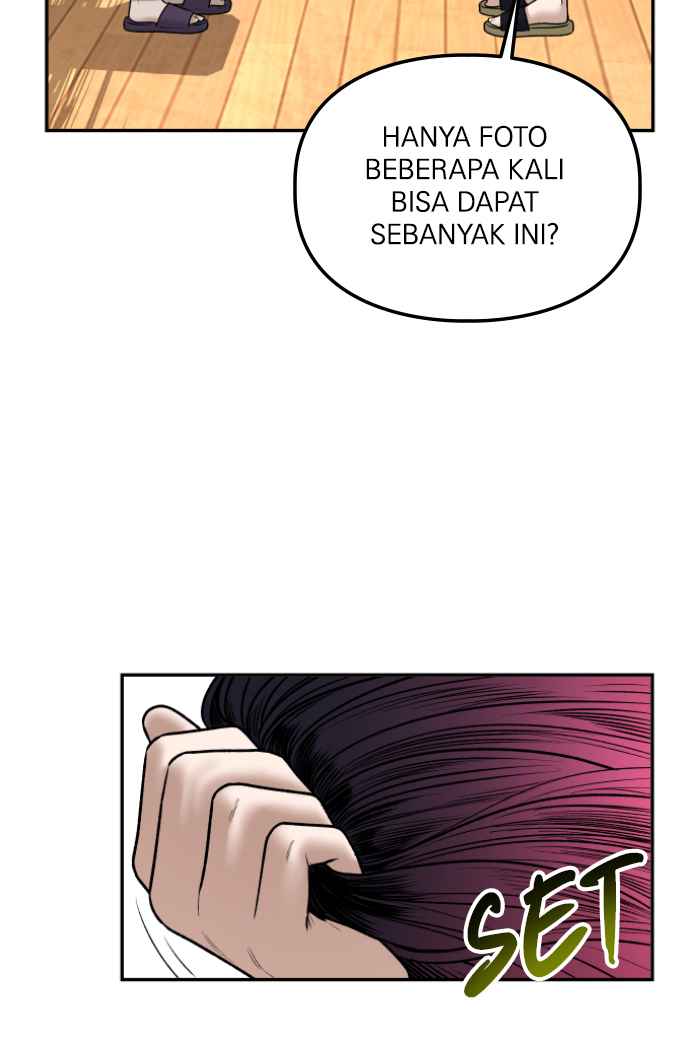 HANYA FOTO
BEBERAPA KALI
BISA DAPAT
SEBANYAK INI?
SET